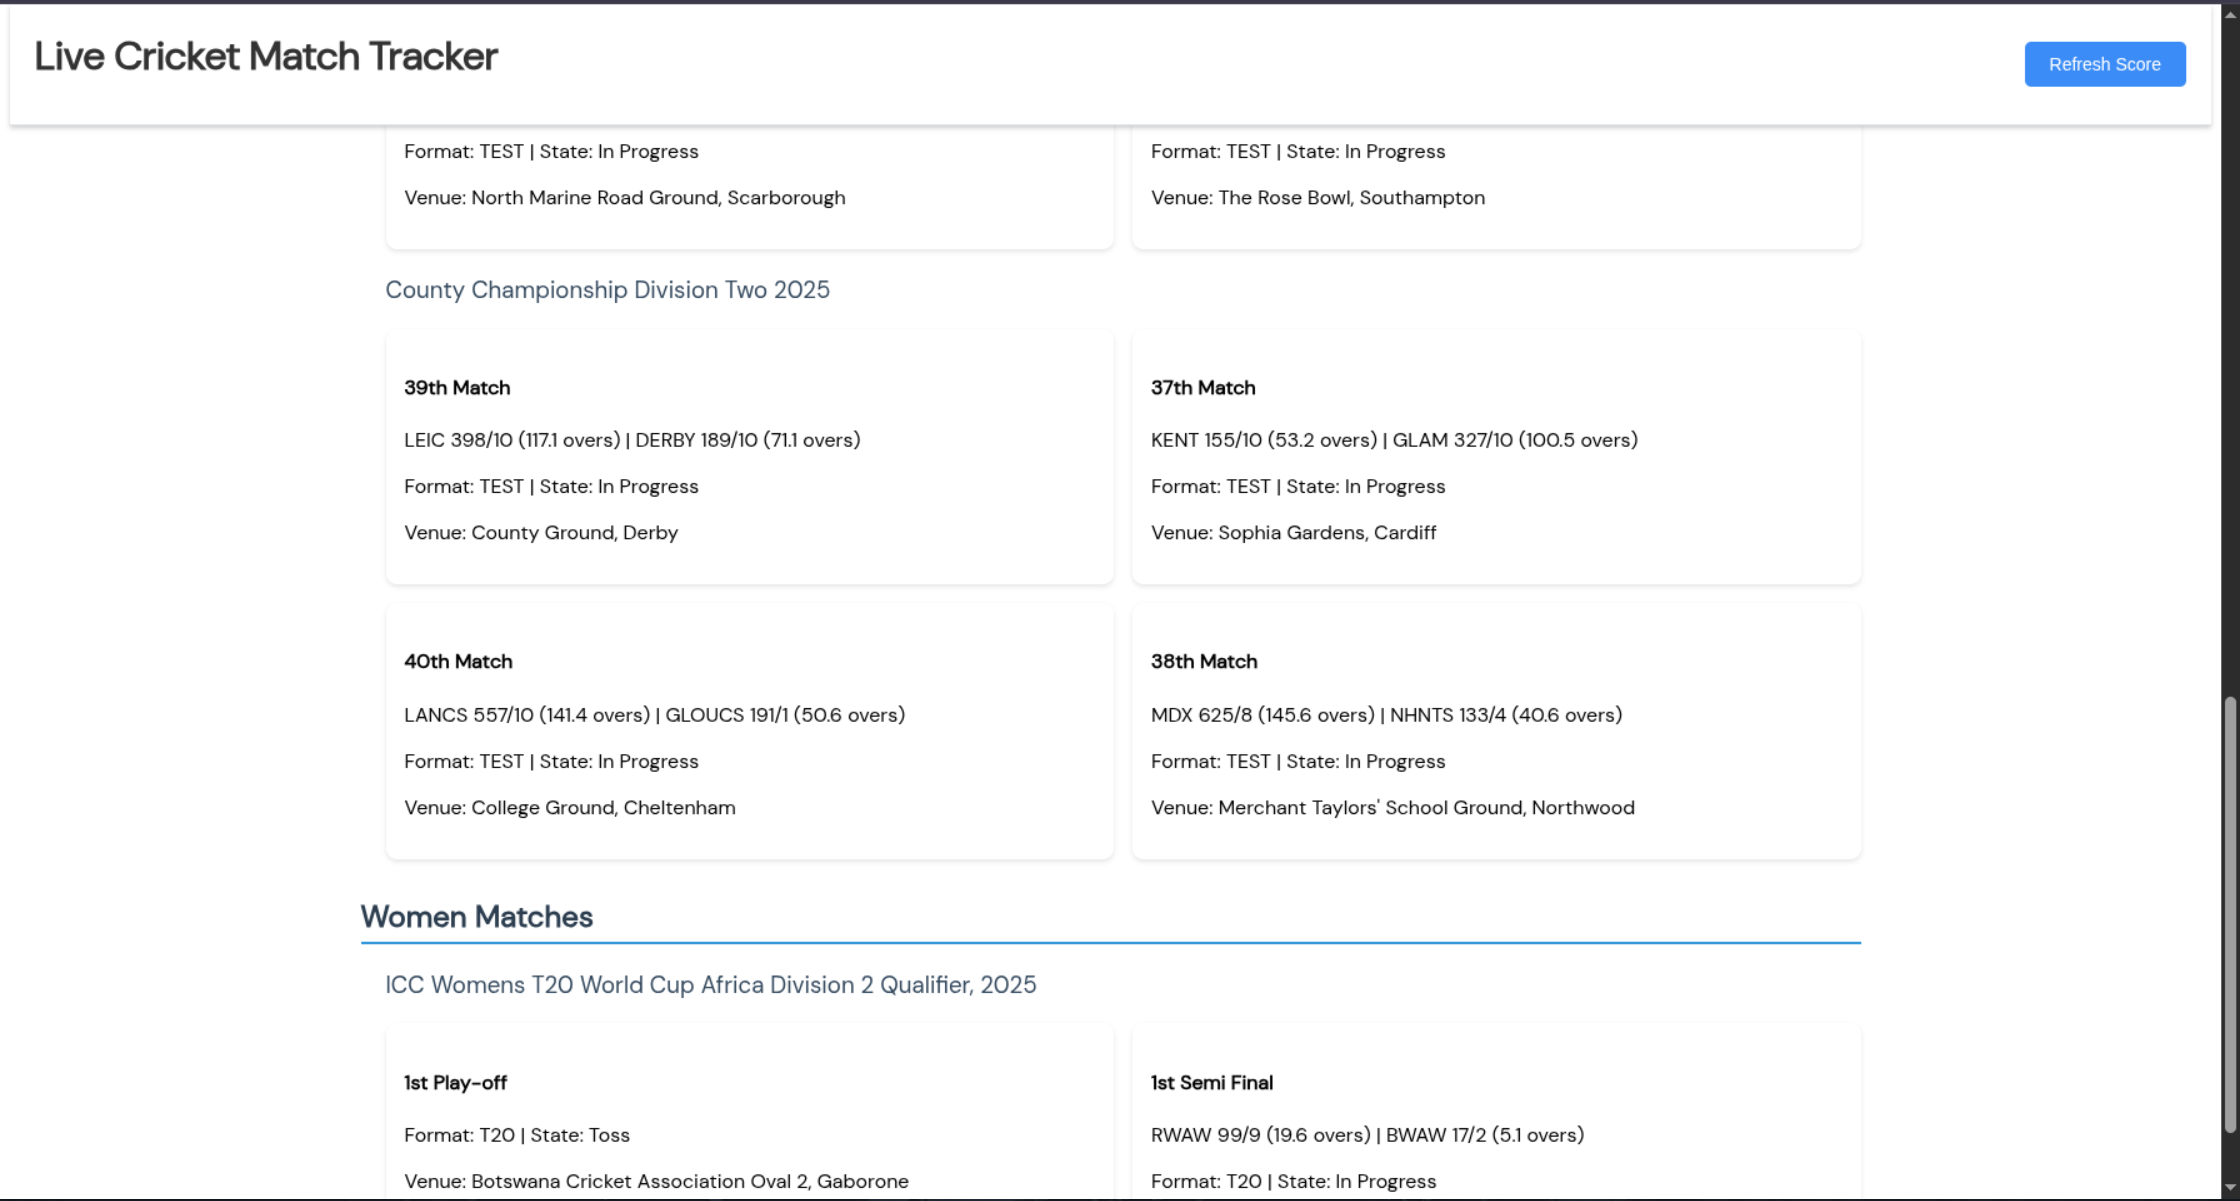 Live Cricket Match Tracker
Refresh Score
Format: TEST | State: In Progress
Venue: North Marine Road Ground, Scarborough
Format: TEST | State: In Progress
Venue: The Rose Bowl, Southampton
County Championship Division Two 2025
39th Match
LEIC 398/10 (117.1 overs) | DERBY 189/10 (71.1 overs)
Format: TEST | State: In Progress
Venue: County Ground, Derby
37th Match
KENT 155/10 (53.2 overs) | GLAM 327/10 (100.5 overs)
Format: TEST | State: In Progress
Venue: Sophia Gardens, Cardiff
40th Match
LANCS 557/10 (141.4 overs) | GLOUCS 191/1 (50.6 overs)
Format: TEST | State: In Progress
Venue: College Ground, Cheltenham
38th Match
MDX 625/8 (145.6 overs) | NHNTS 133/4 (40.6 overs)
Format: TEST | State: In Progress
Venue: Merchant Taylors' School Ground, Northwood
Women Matches
ICC Womens T20 World Cup Africa Division 2 Qualifier, 2025
1st Play-off
Format: T20 | State: Toss
Venue: Botswana Cricket Association Oval 2, Gaborone
1st Semi Final
RWAW 99/9 (19.6 overs) | BWAW 17/2 (5.1 overs)
Format: T20 | State: In Progress